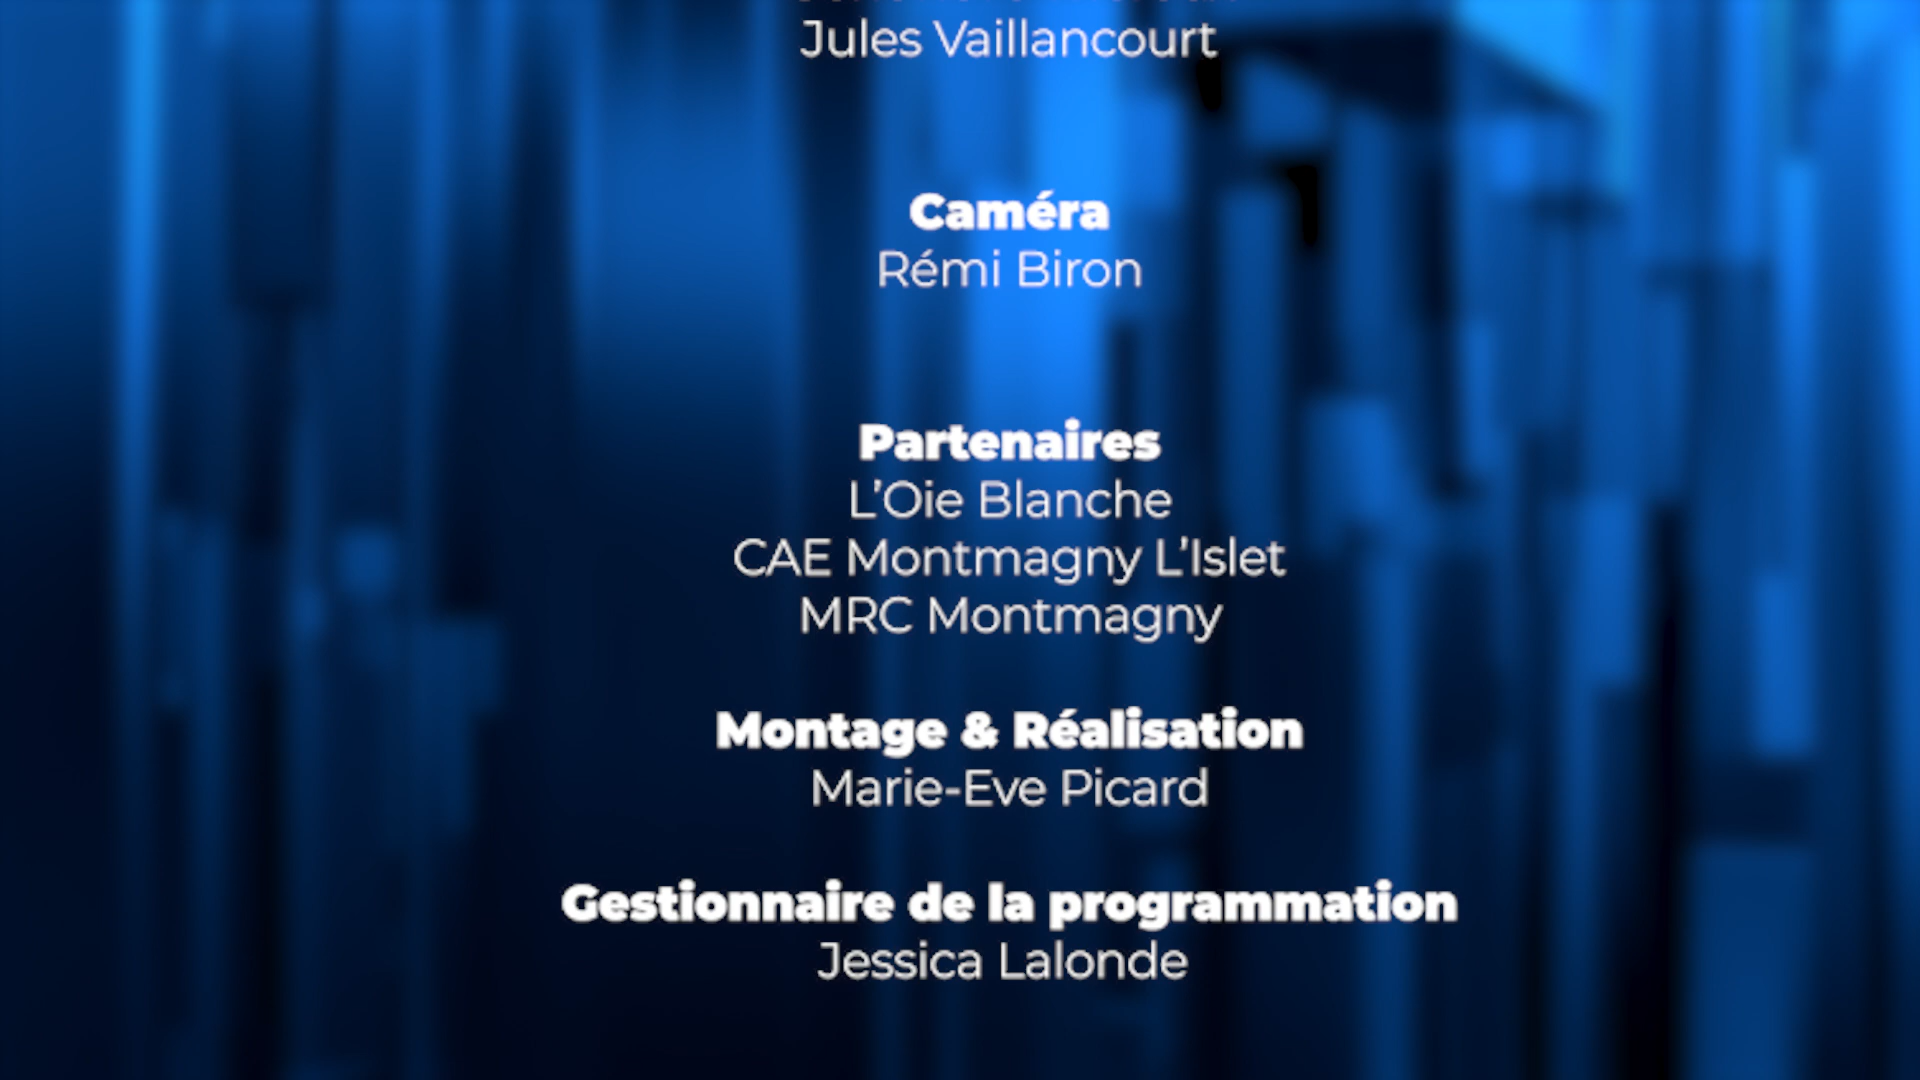 Jules Vaillancourt
Caméra
Rémi Biron
Partenaires
L’Oie Blanche
CAE Montmagny L’Islet
MRC Montmagny
Montage & Réalisation
Marie-Eve Picard
Gestionnaire de la programmation
Jessica Lalonde